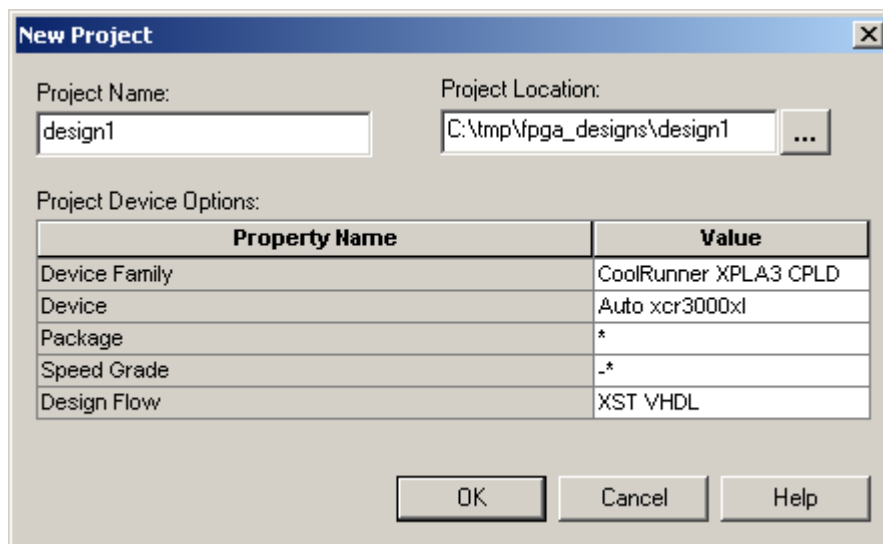 New Project
Project Name:
Project Location:
design1
C:\tmp\fpga_designs\design1
...
Project Device Options:
Property Name Value
Device Family CoolRunner XPLA3 CPLD
Device Auto xcr3000xl
Package *
Speed Grade -*
Design Flow XST VHDL
OK Cancel Help